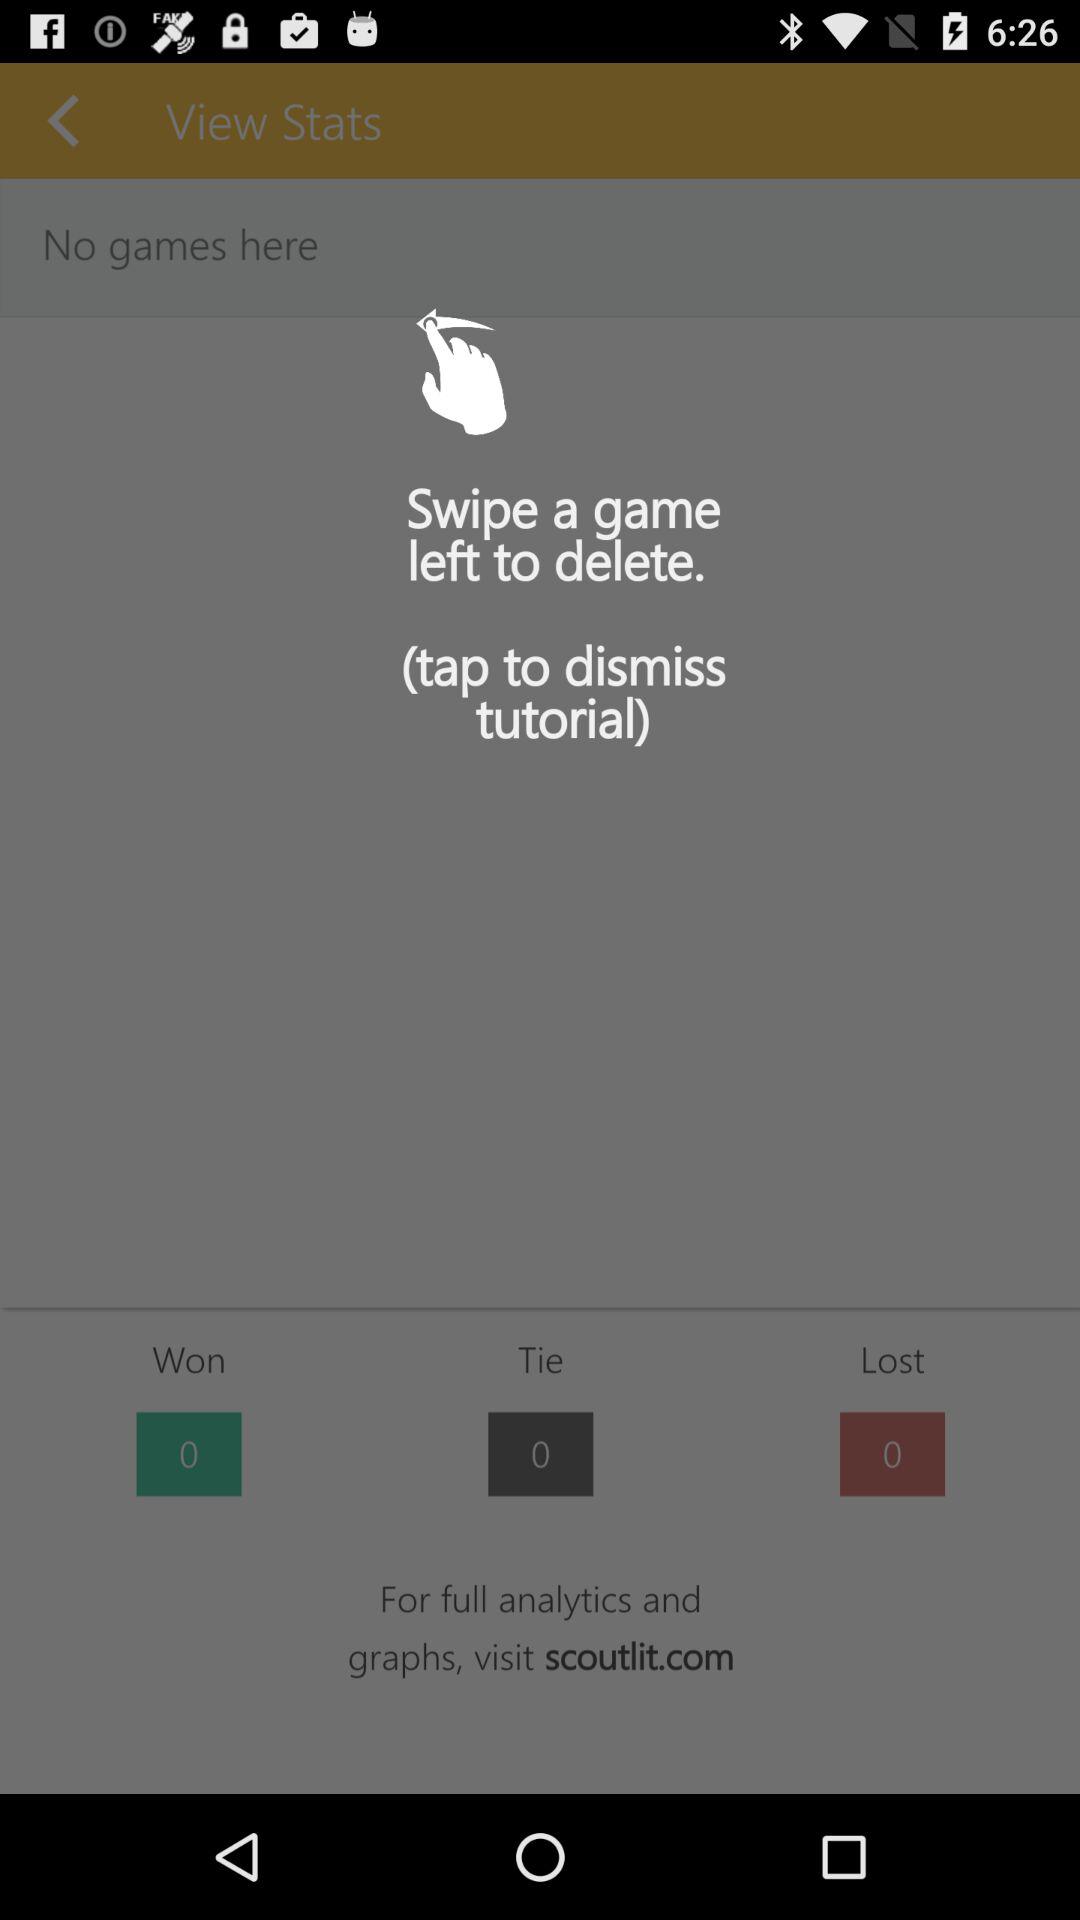 FAKE
6:26
View Stats
No games here
Swipe a game
left to delete.
(tap to dismiss
tutorial)
Won
Tie
Lost
0
0
0
For full analytics and
graphs, visit scoutlit.com